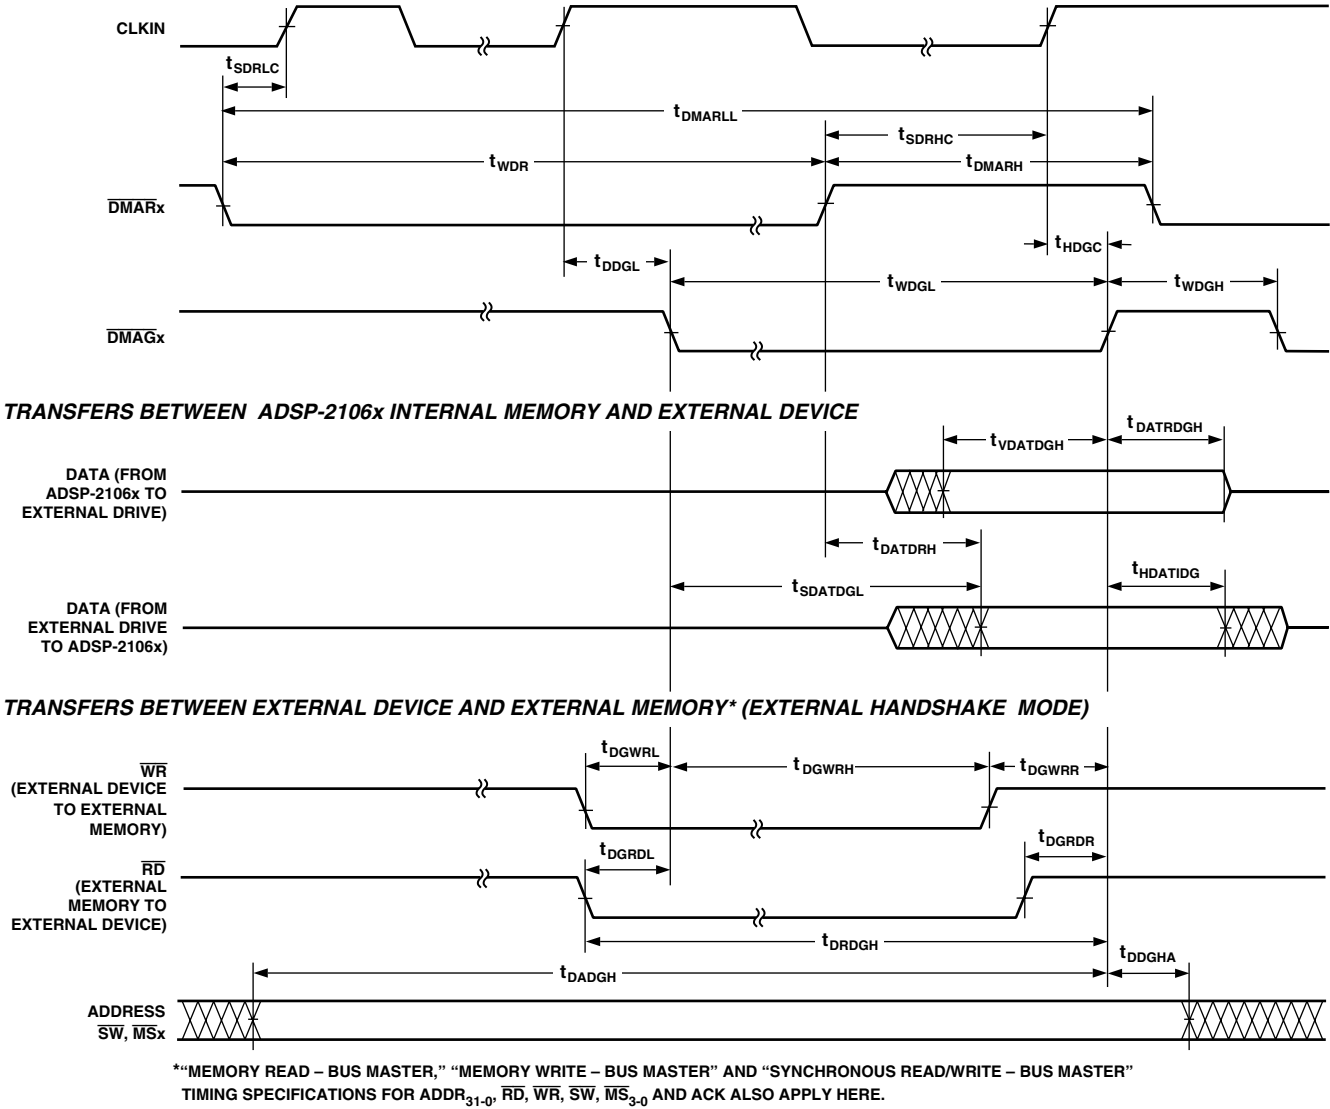 CLKIN
tSDRLC
tDMARLL
tSDRHC
tWDR
tDMARH
DMARx
tHDGC
tDDGL
tWDGL
tWDGH
DMAGx
TRANSFERS BETWEEN ADSP-2106x INTERNAL MEMORY AND EXTERNAL DEVICE
tDATRDGH
tVDATDGH
DATA (FROM
ADSP-2106x TO
EXTERNAL DRIVE)
tDATDRH
tHDATIDG
tSDATDGL
DATA (FROM
EXTERNAL DRIVE
TO ADSP-2106x)
TRANSFERS BETWEEN EXTERNAL DEVICE AND EXTERNAL MEMORY* (EXTERNAL HANDSHAKE MODE)
tDGWRL
tDGWRH
tDGWRR
WR
(EXTERNAL DEVICE
TO EXTERNAL
MEMORY)
tDGRDR
tDGRDL
RD
(EXTERNAL
MEMORY TO
EXTERNAL DEVICE)
tDRDGH
tDDGHA
tDADGH
ADDRESS
SW, MSx
*“MEMORY READ – BUS MASTER,” “MEMORY WRITE – BUS MASTER” AND “SYNCHRONOUS READ/WRITE – BUS MASTER”
TIMING SPECIFICATIONS FOR ADDR31-0, RD, WR, SW, MS3-0 AND ACK ALSO APPLY HERE.